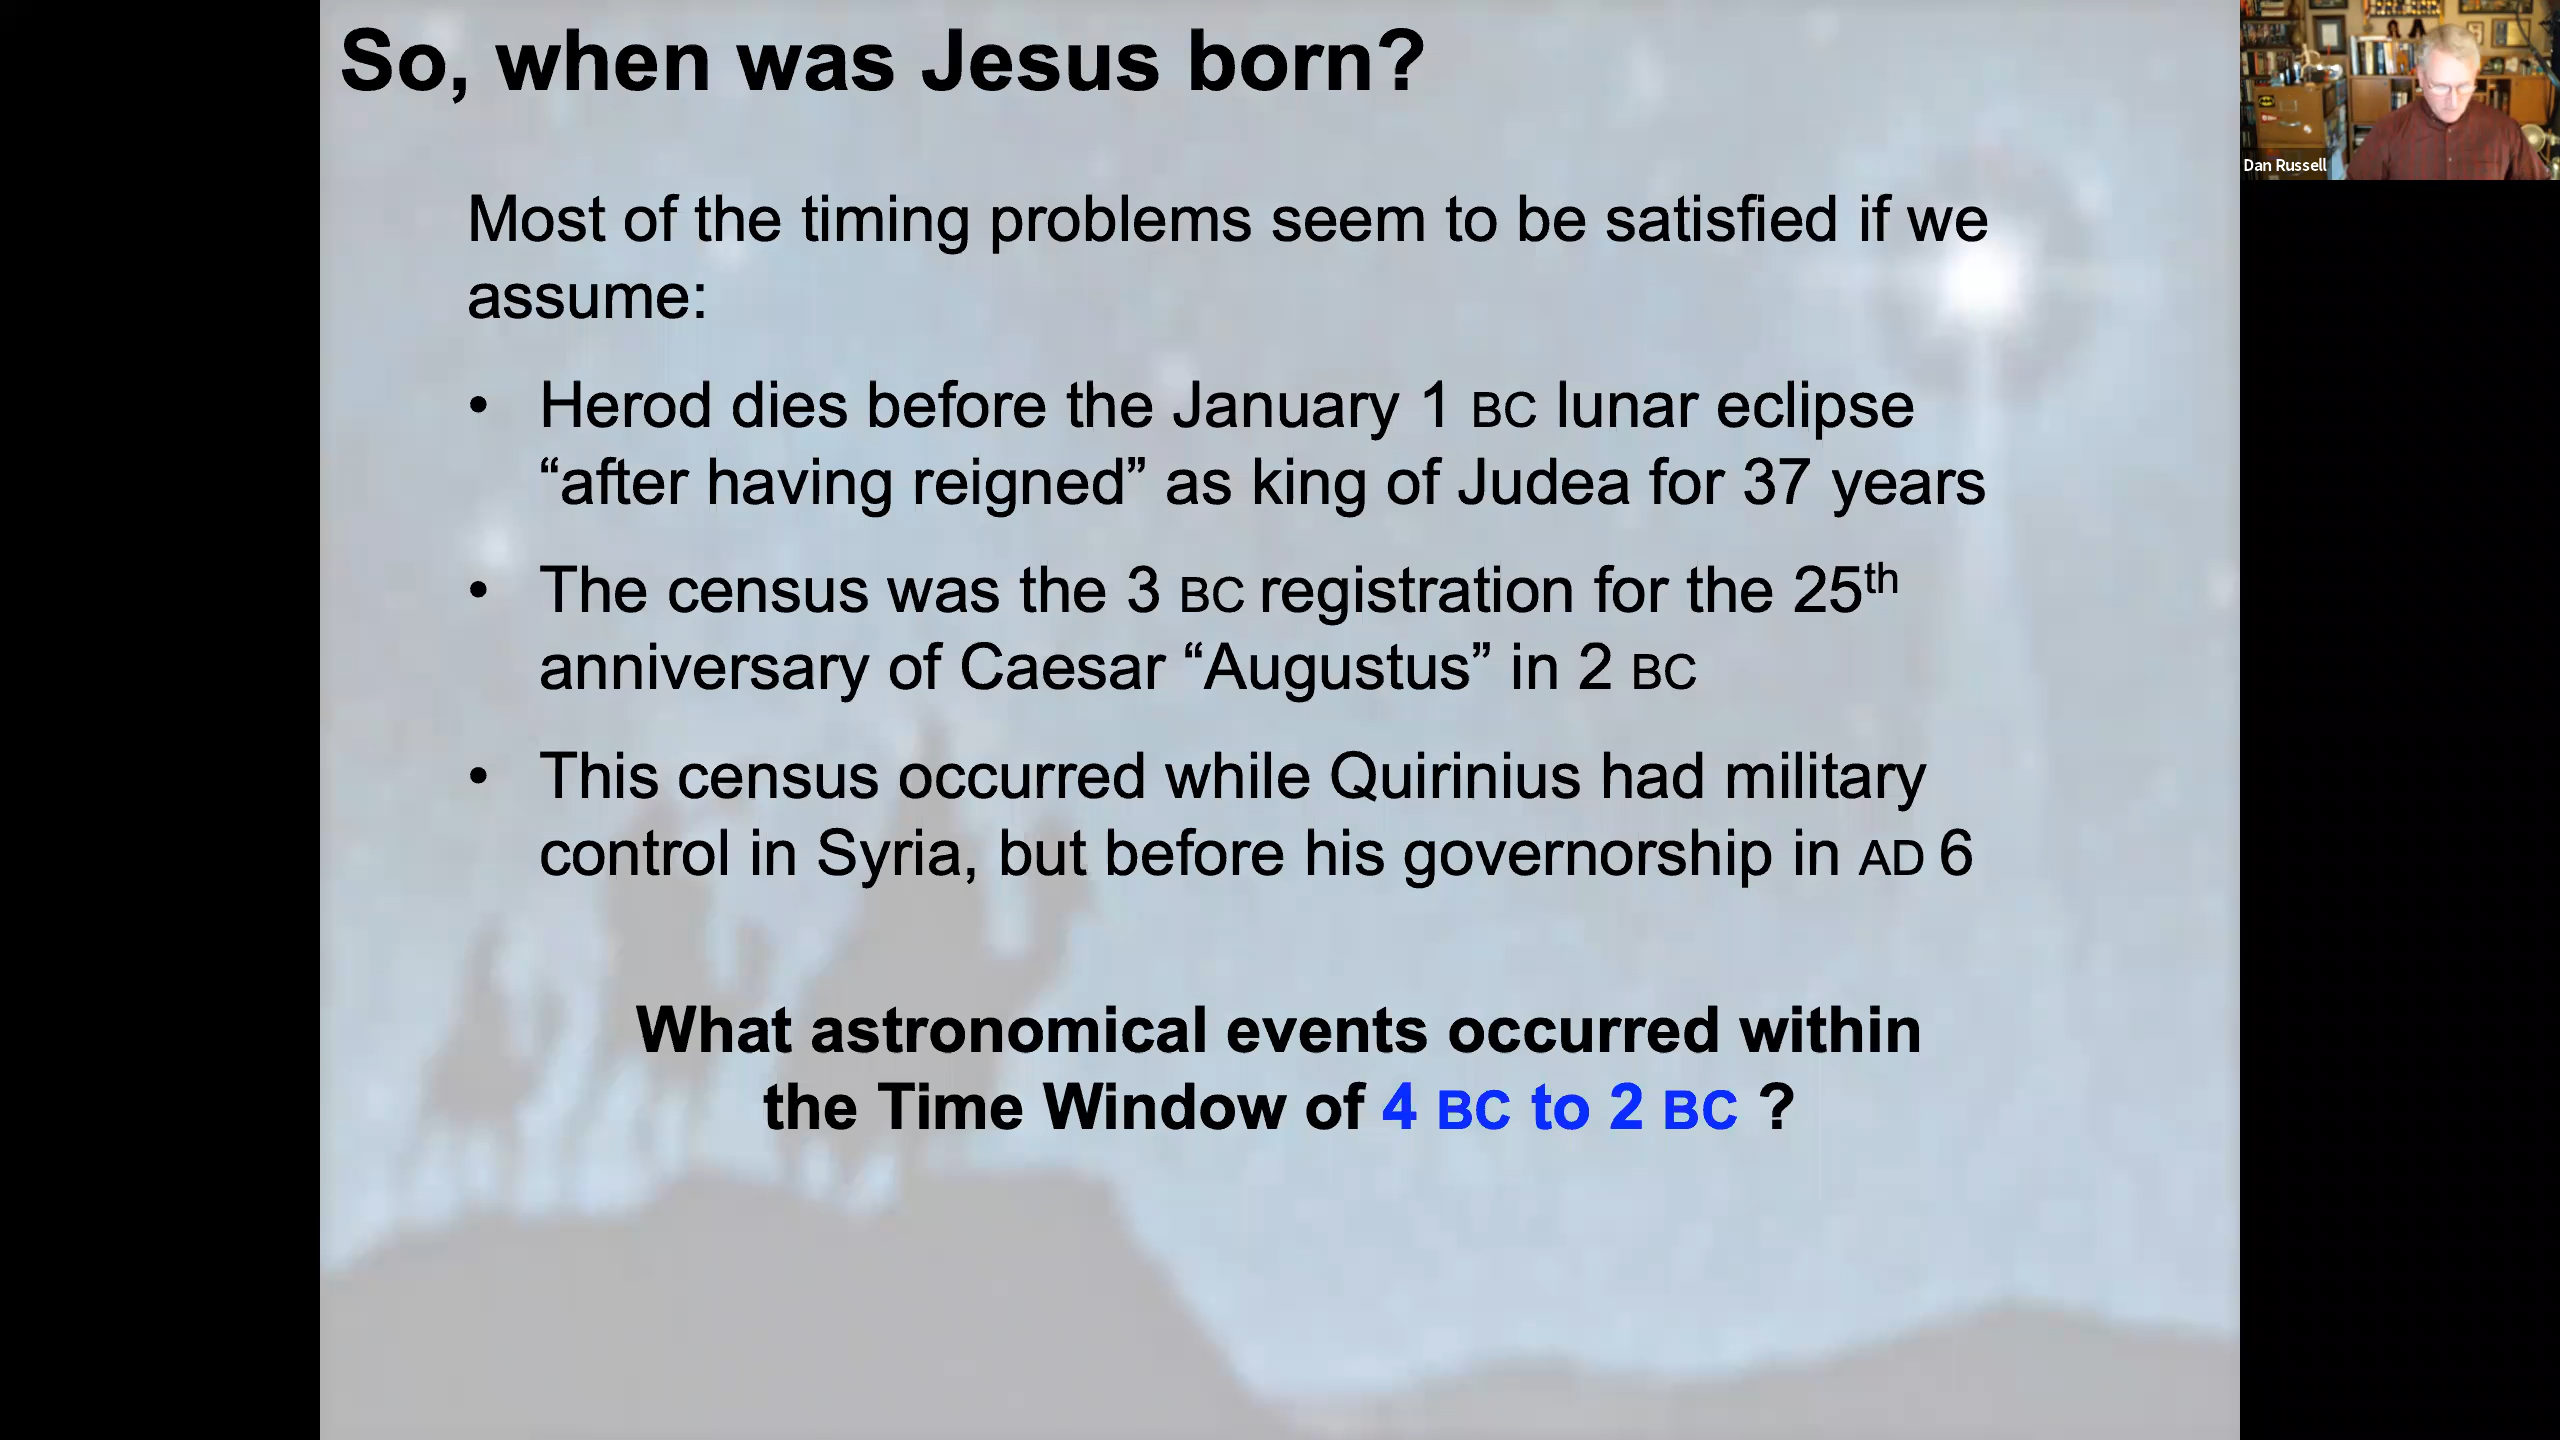 So, when was Jesus born?
Most of the timing problems seem to be satisfied if we
assume:
• Herod dies before the January 1 BC lunar eclipse
“after having reigned” as king of Judea for 37 years
• The census was the 3 BC registration for the 25th
anniversary of Caesar “Augustus” in 2 BC
• This census occurred while Quirinius had military
control in Syria, but before his governorship in AD 6
What astronomical events occurred within
the Time Window of 4 BC to 2 BC ?
Dan Russell